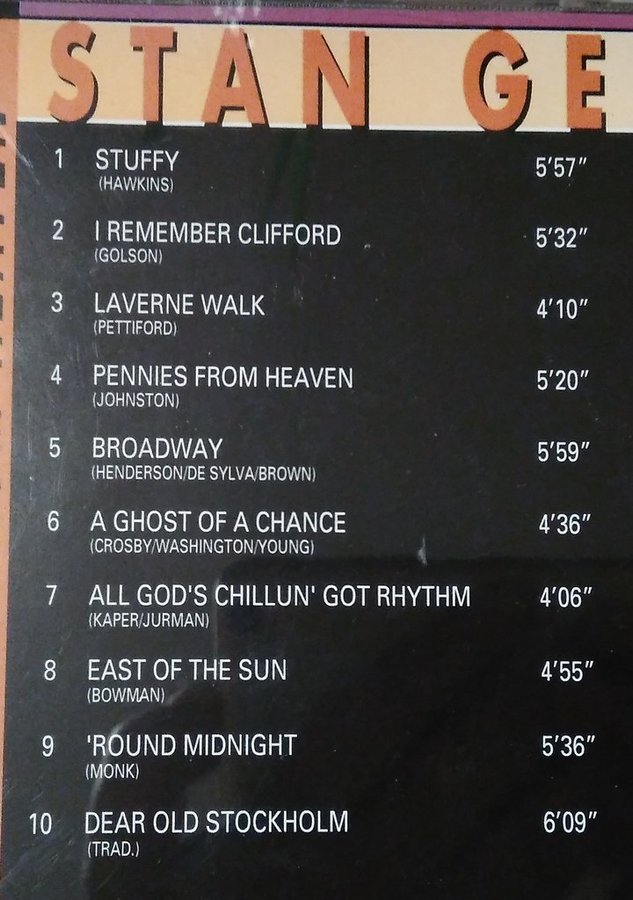 STAN GE
1 STUFFY 5'57"
(HAWKINS)
2 I REMEMBER CLIFFORD 5'32"
(GOLSON)
3 LAVERNE WALK 4'10"
(PETTIFORD)
4 PENNIES FROM HEAVEN 5'20"
(JOHNSTON)
5 BROADWAY 5'59"
(HENDERSON/DE SYLVA/BROWN)
6 A GHOST OF A CHANCE 4'36"
(CROSBY/WASHINGTON/YOUNG)
7 ALL GOD'S CHILLUN' GOT RHYTHM 4'06"
(KAPER/JURMAN)
8 EAST OF THE SUN 4'55"
(BOWMAN)
9 'ROUND MIDNIGHT 5'36"
(MONK)
10 DEAR OLD STOCKHOLM 6'09"
(TRAD.)